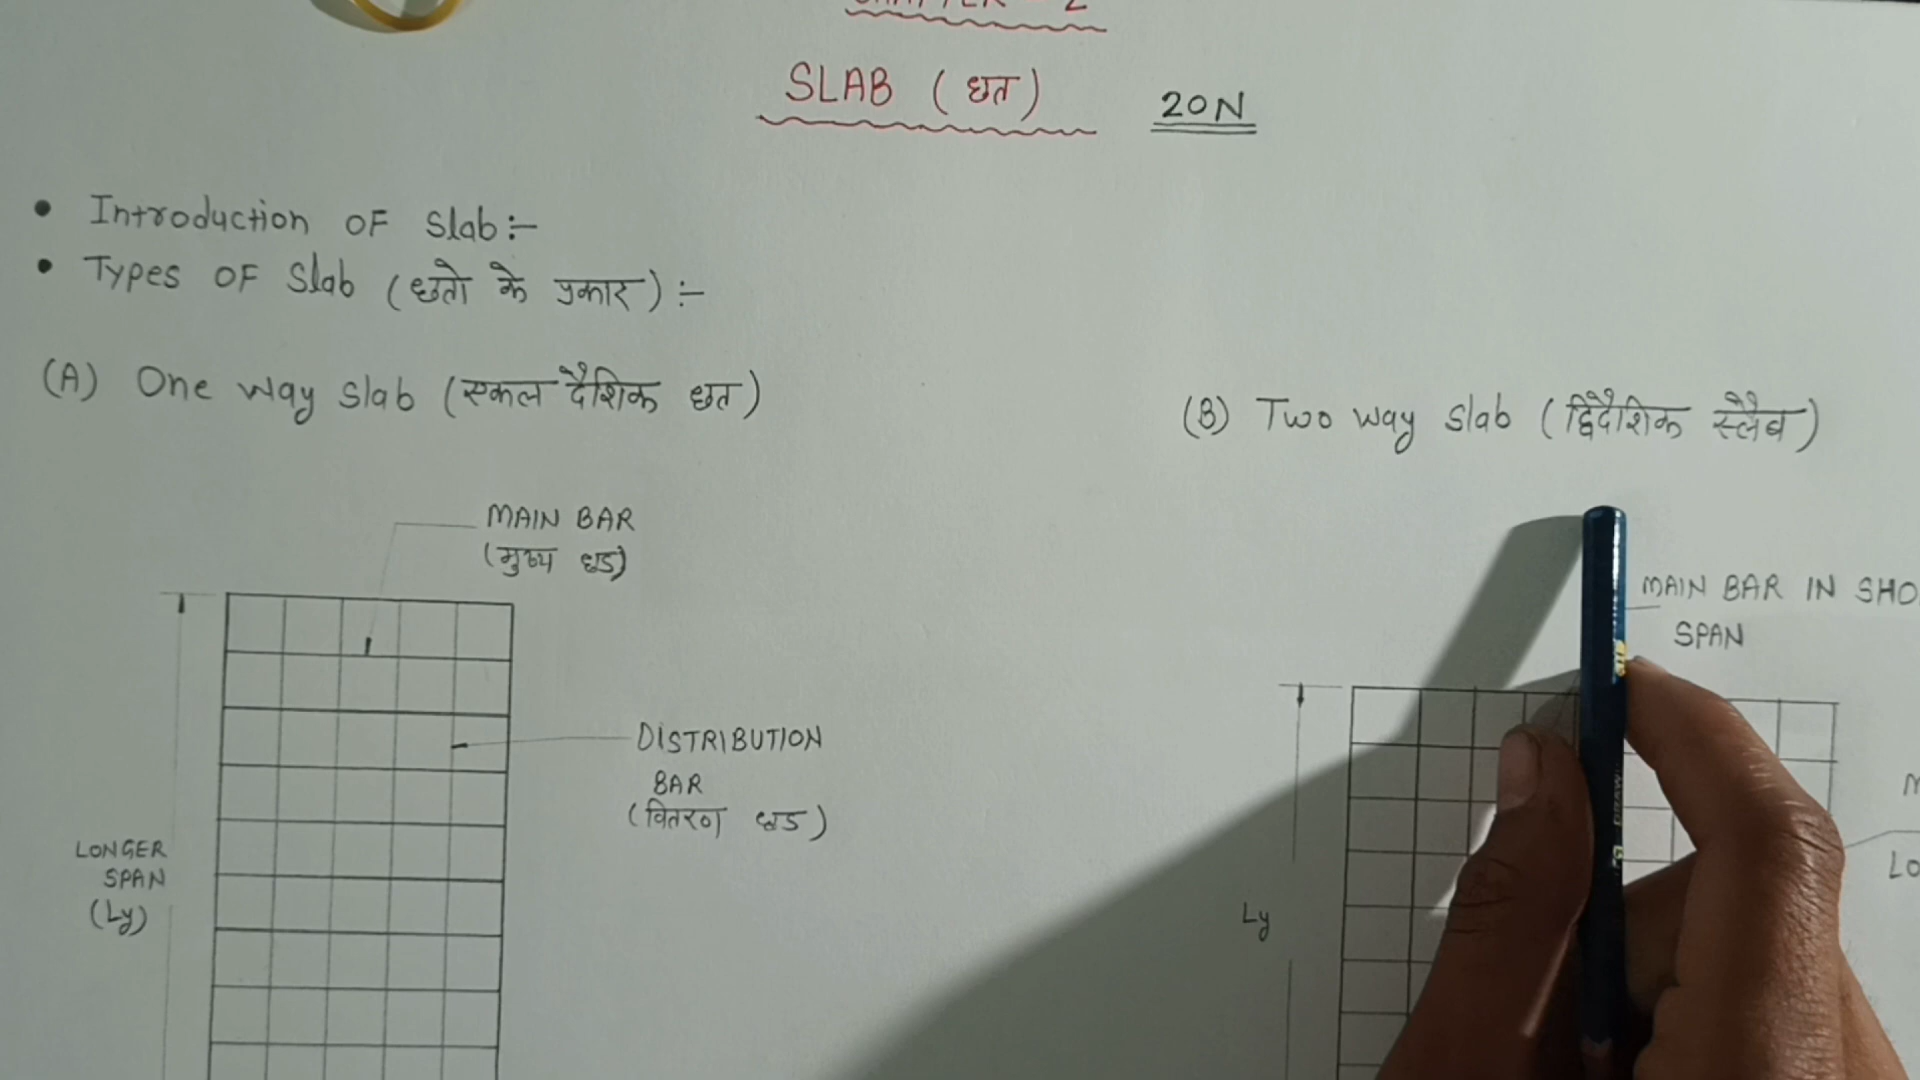 SLAB (छत)
20N
• Introduction OF Slab:-
• Types OF Slab (छतो के प्रकार) :-
(A) One way slab (एकल दैशिक छत)
(B) Two way slab (द्विदैशिक स्लैब)
MAIN BAR
(मुख्य छड)
DISTRIBUTION
BAR
(वितरण छड)
LONGER
SPAN
(Ly)
MAIN BAR IN SHO
SPAN
LO
Ly